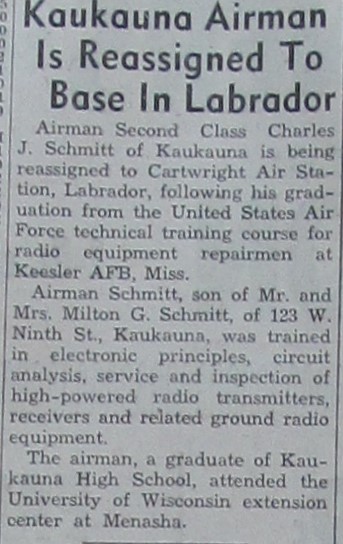 Kaukauna Airman
Is Reassigned To
Base In Labrador
Airman Second Class Charles
J. Schmitt of Kaukauna is being
reassigned to Cartwright Air Sta-
tion, Labrador, following his grad-
uation from the United States Air
Force technical training course for
radio equipment repairmen at
Keesler AFB, Miss.
Airman Schmitt, son of Mr. and
Mrs. Milton G. Schmitt, of 123 W.
Ninth St., Kaukauna, was trained
in electronic principles, circuit
analysis, service and inspection of
high-powered radio transmitters,
receivers and related ground radio
equipment.
The airman, a graduate of Kau-
kauna High School, attended the
University of Wisconsin extension
center at Menasha.